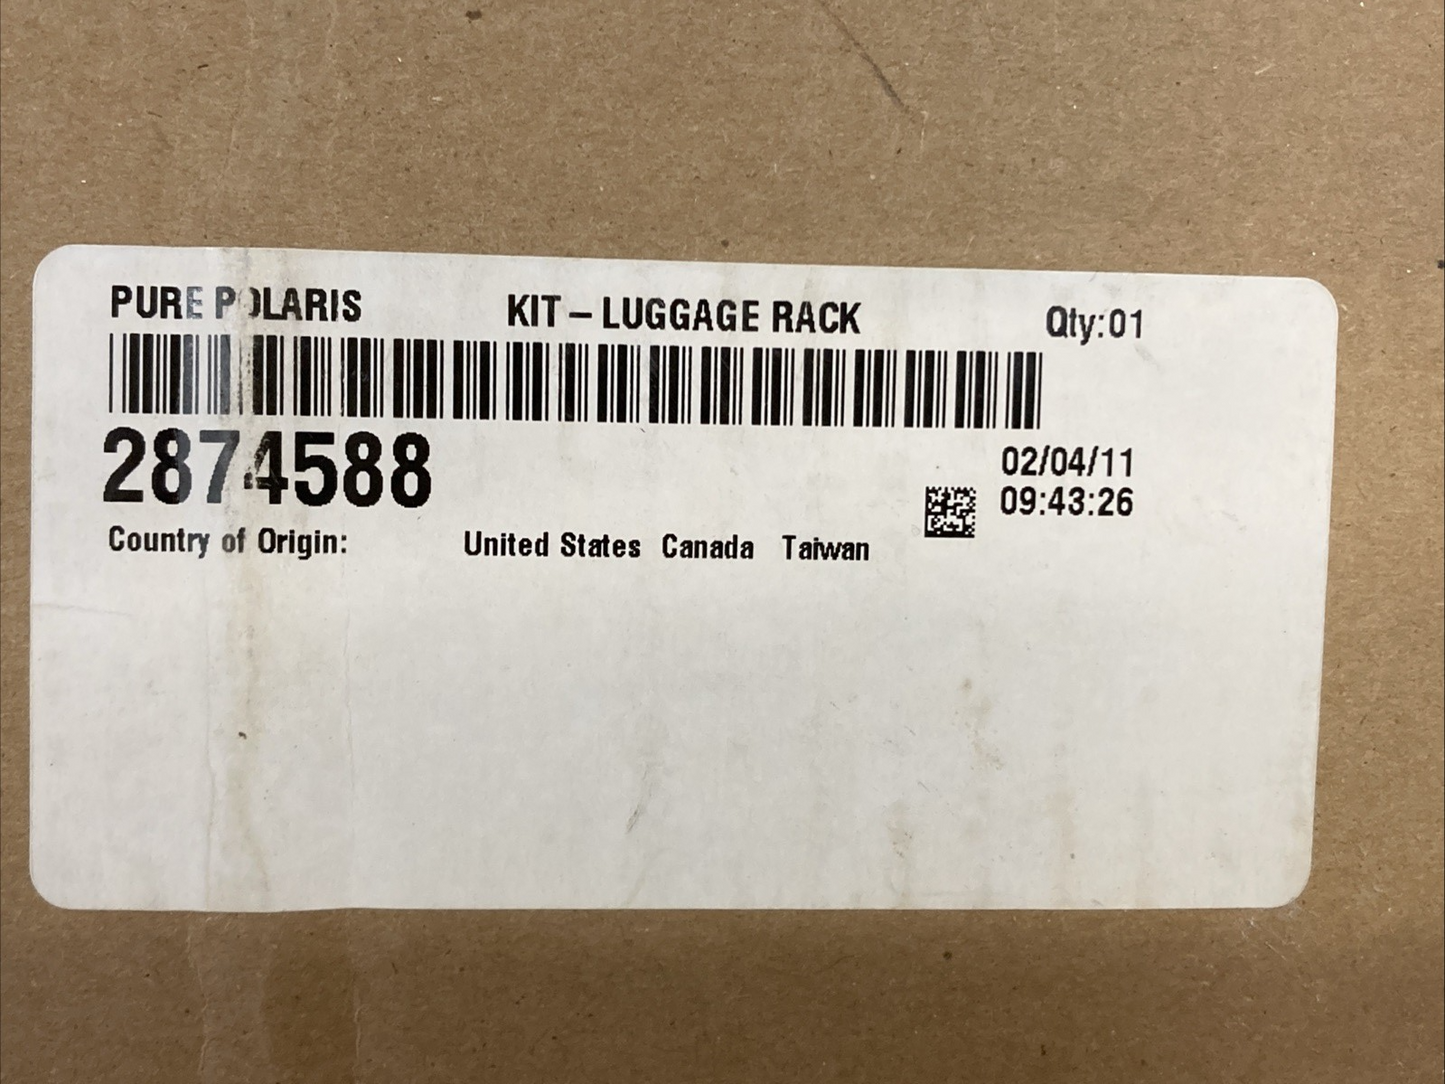 PURE POLARIS KIT – LUGGAGE RACK Qty:01
2874588
02/04/11
09:43:26
Country of Origin: United States Canada Taiwan